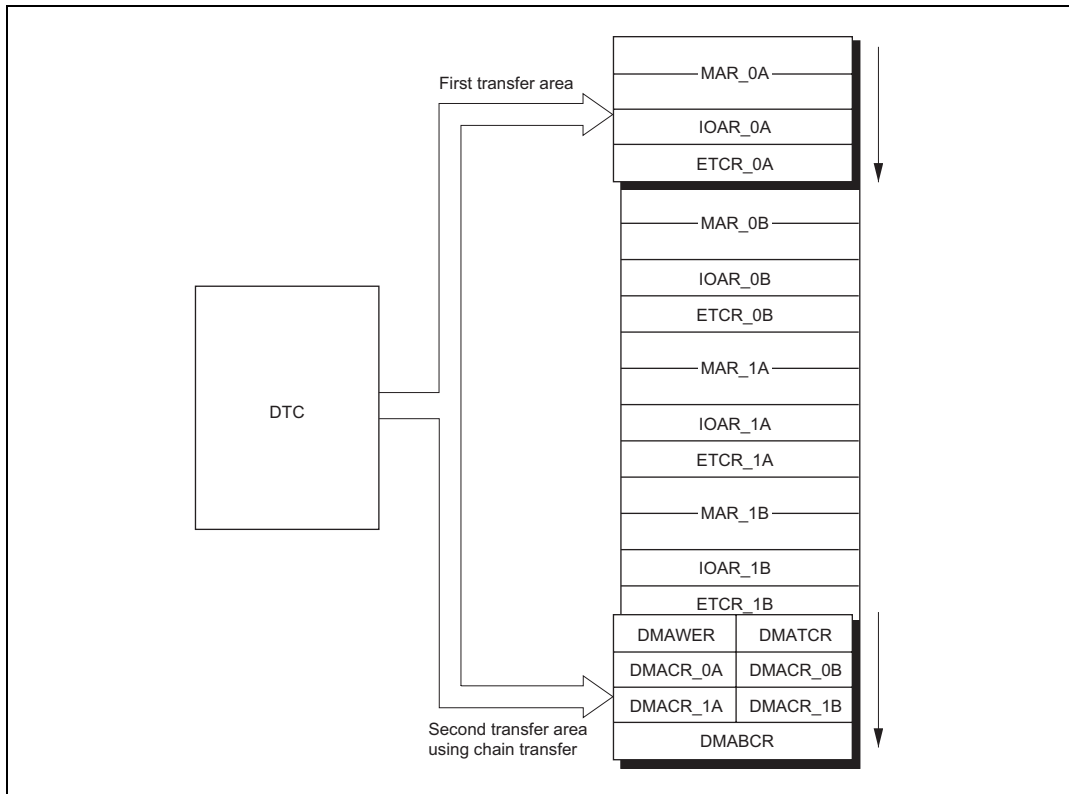 First transfer area
MAR_0A
IOAR_0A
ETCR_0A
MAR_0B
IOAR_0B
ETCR_0B
MAR_1A
DTC
IOAR_1A
ETCR_1A
MAR_1B
IOAR_1B
ETCR_1B
DMAWER DMATCR
DMACR_0A DMACR_0B
DMACR_1A DMACR_1B
DMABCR
Second transfer area
using chain transfer